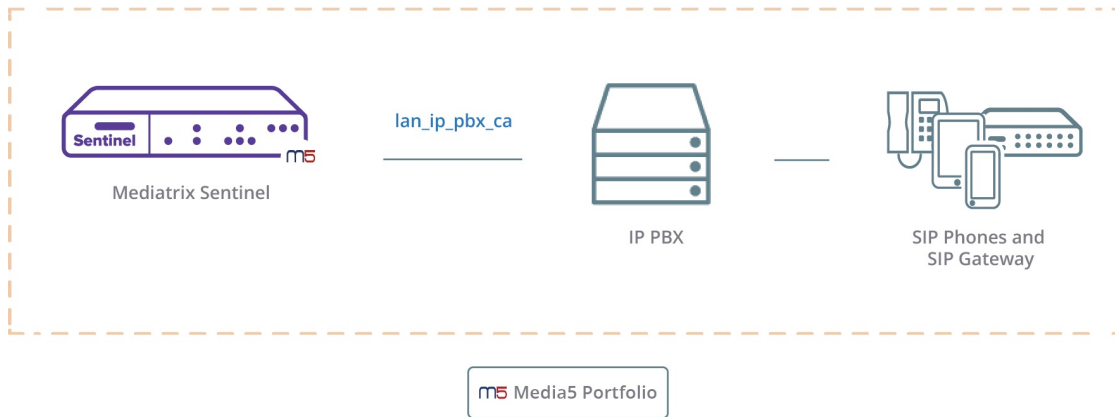 lan_ip_pbx_ca
Sentinel
m5
Mediatrix Sentinel
IP PBX
SIP Phones and
SIP Gateway
m5 Media5 Portfolio